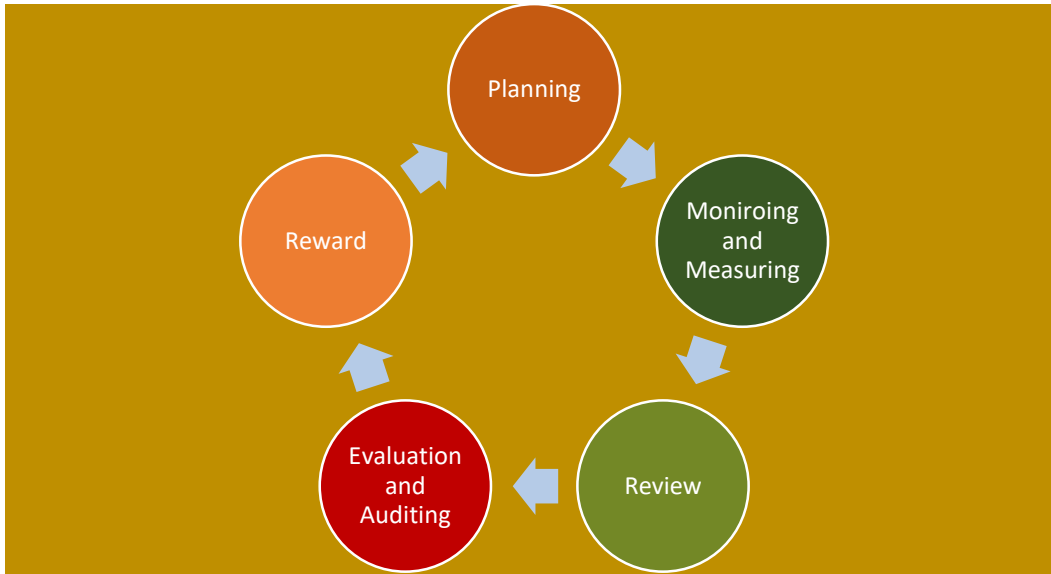 Planning
Moniroing
and
Measuring
Review
Evaluation
and
Auditing
Reward